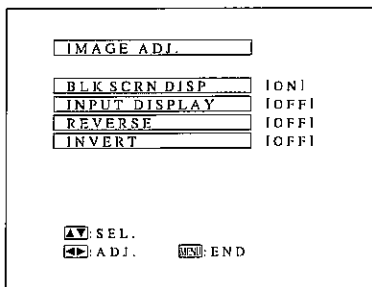 IMAGE ADJ.
BLK SCRN DISP [ON]
INPUT DISPLAY [OFF]
REVERSE [OFF]
INVERT [OFF]
▲▼:SEL.
◀▶:ADJ. MENU:END